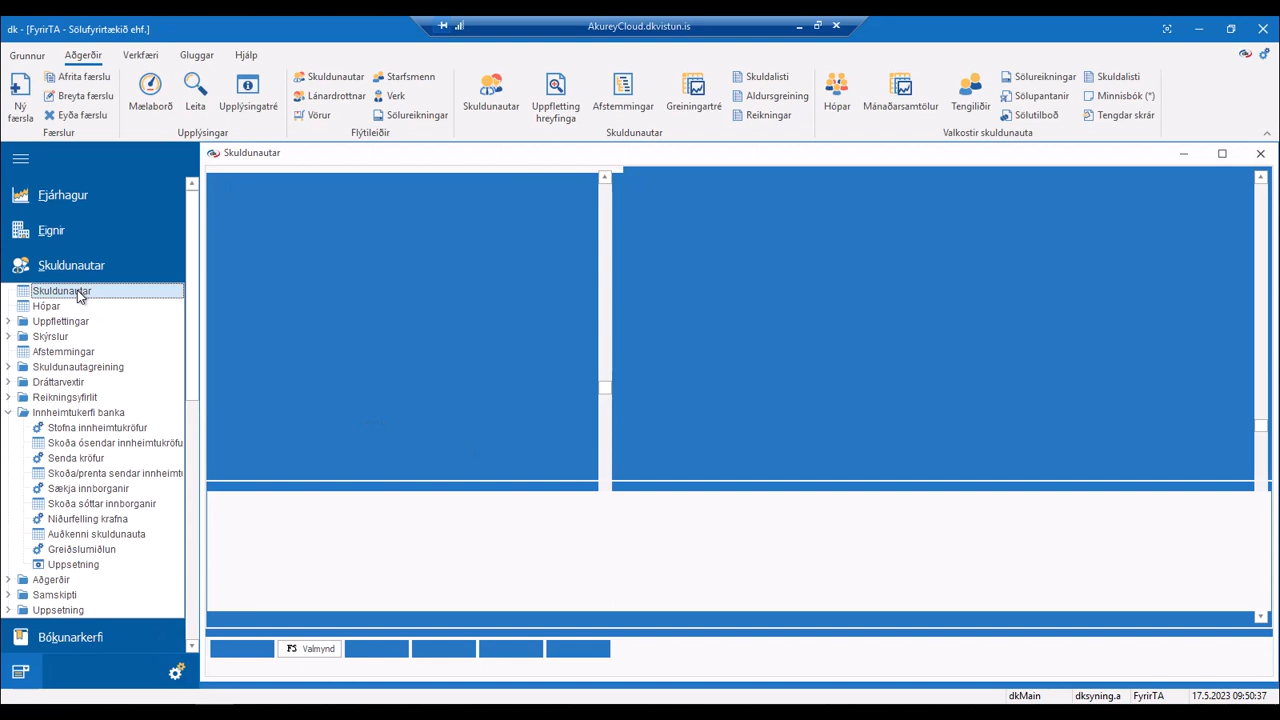 dk - [FyrirTA - Sölufyrirtækið ehf.]
AkureyCloud.dkvistun.is
Grunnur
Aðgerðir
Verkfæri
Gluggar
Hjálp
Ný færsla
Afrita færslu
Breyta færslu
Eyða færslu
Færslur
Mælaborð
Leita
Upplýsingatré
Upplýsingar
Skuldunautar
Lánardrottnar
Vörur
Starfsmenn
Verk
Sölureikningar
Flýtileiðir
Skuldunautar
Uppfletting hreyfinga
Afstemmingar
Greiningartré
Skuldalisti
Aldursgreining
Reikningar
Skuldunautar
Hópar
Mánaðarsamtölur
Tengiliðir
Sölureikningar
Sölupantanir
Sölutilboð
Skuldalisti
Minnisbók (*)
Tengdar skrár
Valkostir skuldunauta
Fjárhagur
Eignir
Skuldunautar
Skuldunautar
Hópar
Uppflettingar
Skýrslur
Afstemmingar
Skuldunautagreining
Dráttarvextir
Reikningsyfirlit
Innheimtukerfi banka
Stofna innheimtukröfur
Skoða ósendar innheimtukröfu
Senda kröfur
Skoða/prenta sendar innheimt
Sækja innborganir
Skoða sóttar innborganir
Niðurfelling krafna
Auðkenni skuldunauta
Greiðslumiðlun
Uppsetning
Aðgerðir
Samskipti
Uppsetning
Bókunarkerfi
Skuldunautar
F5 Valmynd
dkMain
dksyning.a
FyrirTA
17.5.2023 09:50:37